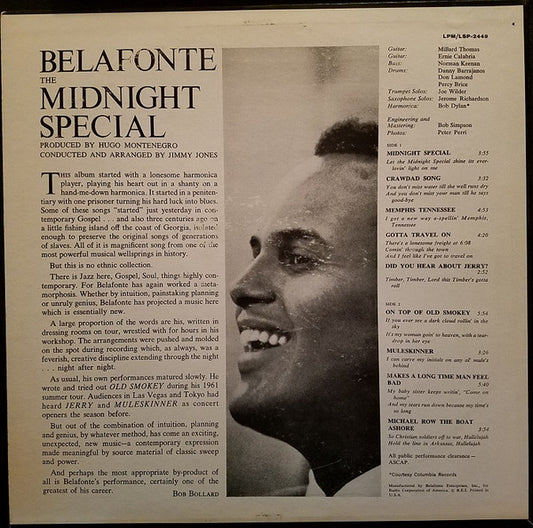 LPM/LSP-2449
BELAFONTE
THE
MIDNIGHT
SPECIAL
PRODUCED BY HUGO MONTENEGRO
CONDUCTED AND ARRANGED BY JIMMY JONES
THIS album started with a lonesome harmonica
player, playing his heart out in a shanty on a
hand-me-down harmonica. It started in a peniten-
tiary with one prisoner turning his hard luck into blues.
Some of these songs "started" just yesterday in con-
temporary Gospel . . . and also three centuries ago on
a little fishing island off the coast of Georgia, isolated
enough to preserve the original songs of generations
of slaves. All of it is magnificent song from one of the
most powerful musical wellsprings in history.
But this is no ethnic collection.
There is Jazz here, Gospel, Soul, things highly con-
temporary. For Belafonte has again worked a meta-
morphosis. Whether by intuition, painstaking planning
or unruly genius, Belafonte has projected a music here
which is essentially new.
A large proportion of the words are his, written in
dressing rooms on tour, wrestled with for hours in his
workshop. The arrangements were pushed and molded
on the spot during recording which, as always, was a
feverish, creative discipline extending through the night
. . . night after night.
As usual, his own performances matured slowly. He
wrote and tried out OLD SMOKEY during his 1961
summer tour. Audiences in Las Vegas and Tokyo had
heard JERRY and MULESKINNER as concert
openers the season before.
But out of the combination of intuition, planning
and genius, by whatever method, has come an exciting,
unexpected, new music—a contemporary expression
made meaningful by source material of classic sweep
and power.
And perhaps the most appropriate by-product of
all is Belafonte's performance, certainly one of the
greatest of his career.
BOB BOLLARD
Guitar: Millard Thomas
Guitar: Ernie Calabria
Bass: Norman Keenan
Drums: Danny Barrajanos
Don Lamond
Percy Brice
Trumpet Solos: Joe Wilder
Saxophone Solos: Jerome Richardson
Harmonica: Bob Dylan*
Engineering and
Mastering: Bob Simpson
Photos: Peter Perri
SIDE 1
MIDNIGHT SPECIAL 3:55
Let the Midnight Special shine its ever-
lovin' light on me
CRAWDAD SONG 3:32
You don't miss water till the well runs dry
And you don't miss your man till he says
good-bye
MEMPHIS TENNESSEE 4:53
I got a new way a-spellin' Memphis,
Tennessee
GOTTA TRAVEL ON 4:26
There's a lonesome freight at 6:08
Comin' through the town
And I feel like I've got to travel on
DID YOU HEAR ABOUT JERRY?
2:52
Timber, Timber, Lord this Timber's gotta
roll
SIDE 2
ON TOP OF OLD SMOKEY 5:54
If you ever see a dark cloud rollin' in the
sky
It's my woman goin' to heaven, with a tear-
drop in her eye
MULESKINNER 3:26
I can carve my initials on any ol' mule's
behind
MAKES A LONG TIME MAN FEEL
BAD 5:40
My baby sister keeps writin', "Come on
home"
And my tears run down because my time's
so long
MICHAEL ROW THE BOAT
ASHORE 3:54
So Christian soldiers off to war, Hallelujah
Hold the line in Arkansas, Hallelujah
All public performance clearance—
ASCAP
*Courtesy Columbia Records
Manufactured by Belafonte Enterprises, Inc., for
Radio Corporation of America. © B.E.I. Printed in
U.S.A.